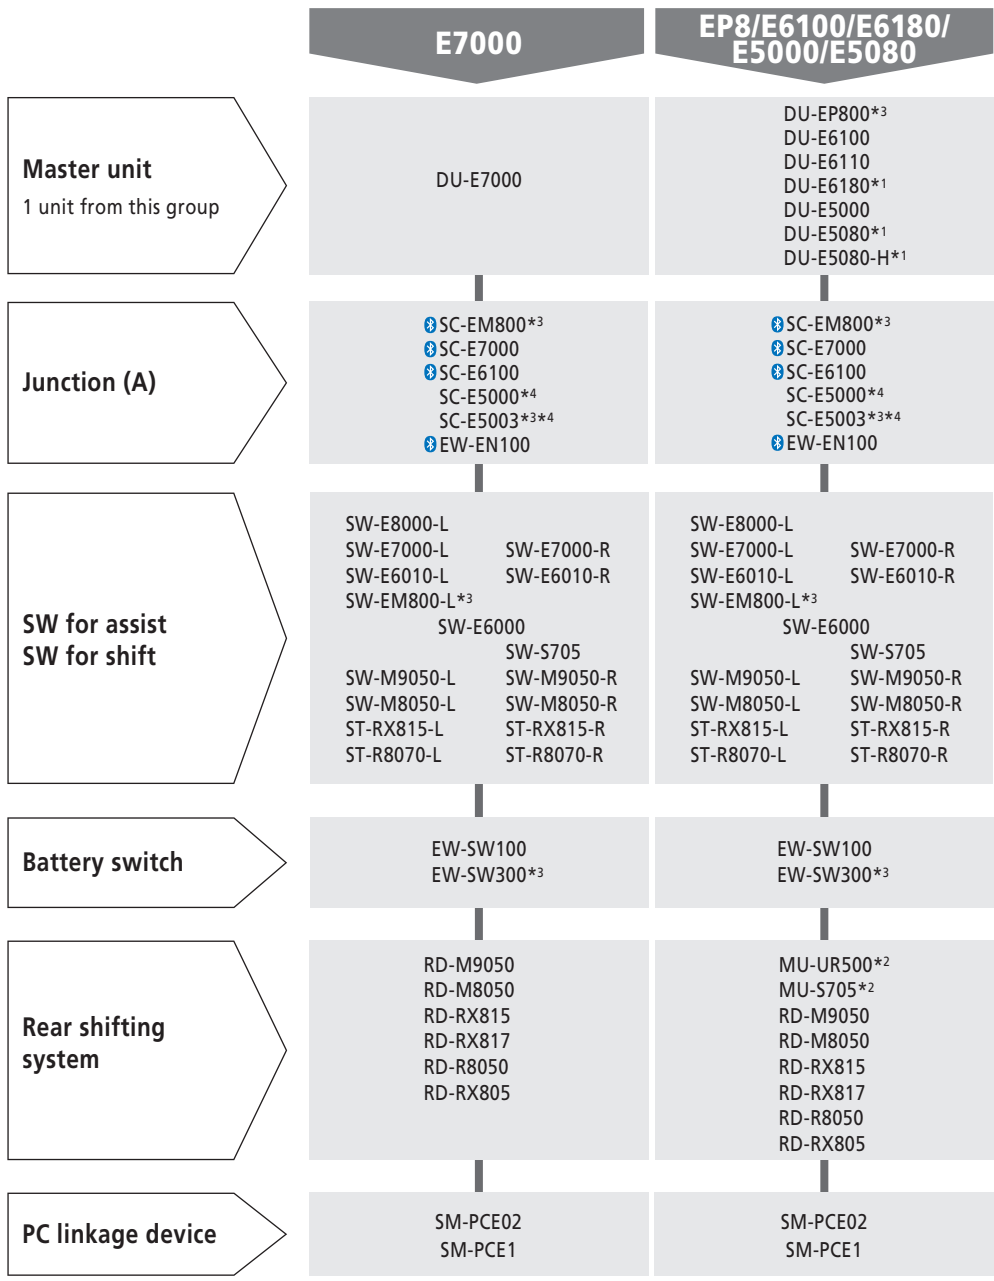 E7000
EP8/E6100/E6180/
E5000/E5080
Master unit
1 unit from this group
DU-E7000
DU-EP800*3
DU-E6100
DU-E6110
DU-E6180*1
DU-E5000
DU-E5080*1
DU-E5080-H*1
Junction (A)
SC-EM800*3
SC-E7000
SC-E6100
SC-E5000*4
SC-E5003*3*4
EW-EN100
SC-EM800*3
SC-E7000
SC-E6100
SC-E5000*4
SC-E5003*3*4
EW-EN100
SW for assist
SW for shift
SW-E8000-L
SW-E7000-L SW-E7000-R
SW-E6010-L SW-E6010-R
SW-EM800-L*3
SW-E6000
SW-S705
SW-M9050-L SW-M9050-R
SW-M8050-L SW-M8050-R
ST-RX815-L ST-RX815-R
ST-R8070-L ST-R8070-R
SW-E8000-L
SW-E7000-L SW-E7000-R
SW-E6010-L SW-E6010-R
SW-EM800-L*3
SW-E6000
SW-S705
SW-M9050-L SW-M9050-R
SW-M8050-L SW-M8050-R
ST-RX815-L ST-RX815-R
ST-R8070-L ST-R8070-R
Battery switch
EW-SW100
EW-SW300*3
EW-SW100
EW-SW300*3
Rear shifting
system
RD-M9050
RD-M8050
RD-RX815
RD-RX817
RD-R8050
RD-RX805
MU-UR500*2
MU-S705*2
RD-M9050
RD-M8050
RD-RX815
RD-RX817
RD-R8050
RD-RX805
PC linkage device
SM-PCE02
SM-PCE1
SM-PCE02
SM-PCE1